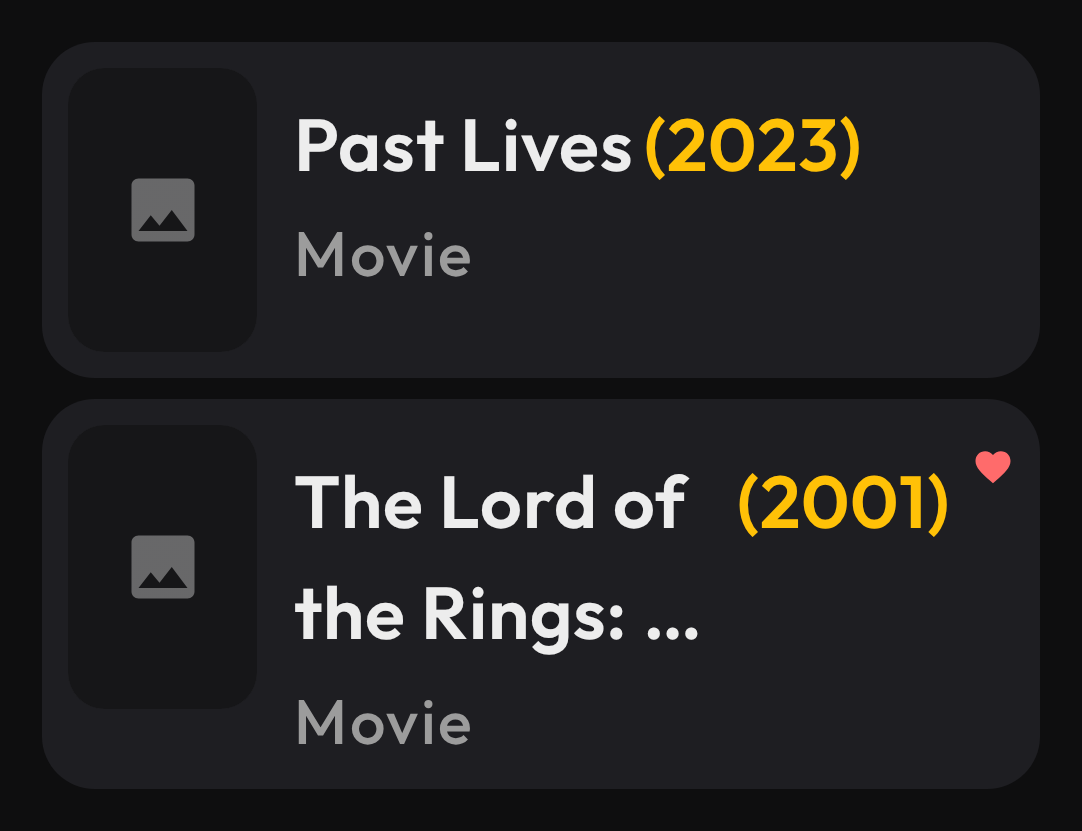 Past Lives (2023)
Movie
The Lord of (2001)
the Rings: ...
Movie